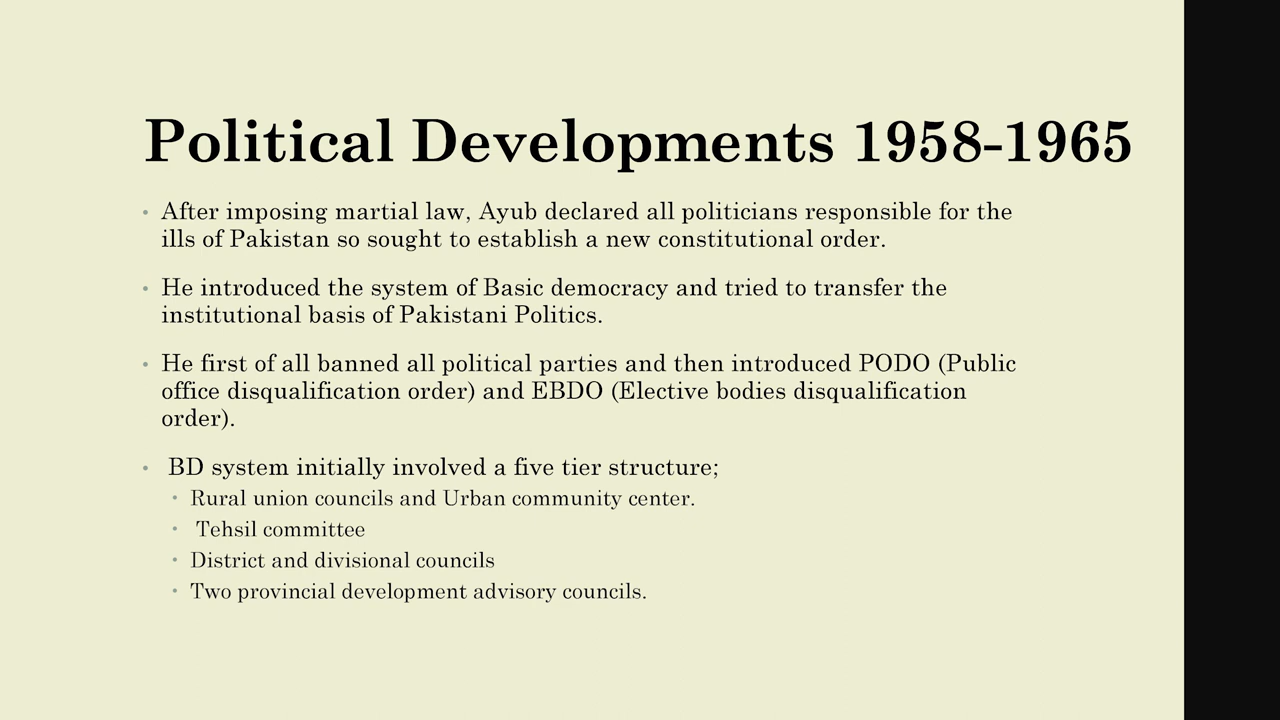 Political Developments 1958-1965
• After imposing martial law, Ayub declared all politicians responsible for the
ills of Pakistan so sought to establish a new constitutional order.
• He introduced the system of Basic democracy and tried to transfer the
institutional basis of Pakistani Politics.
• He first of all banned all political parties and then introduced PODO (Public
office disqualification order) and EBDO (Elective bodies disqualification
order).
• BD system initially involved a five tier structure;
• Rural union councils and Urban community center.
• Tehsil committee
• District and divisional councils
• Two provincial development advisory councils.